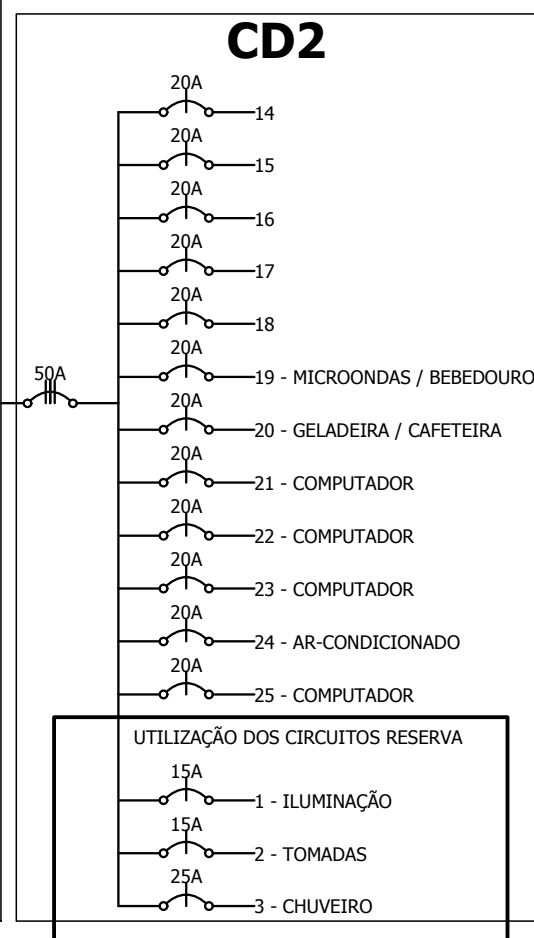 CD2
20A
14
20A
15
20A
16
20A
17
20A
18
20A
19 - MICROONDAS / BEBEDOURO
50A
20A
20 - GELADEIRA / CAFETEIRA
20A
21 - COMPUTADOR
20A
22 - COMPUTADOR
20A
23 - COMPUTADOR
20A
24 - AR-CONDICIONADO
20A
25 - COMPUTADOR
UTILIZAÇÃO DOS CIRCUITOS RESERVA
15A
1 - ILUMINAÇÃO
15A
2 - TOMADAS
25A
3 - CHUVEIRO